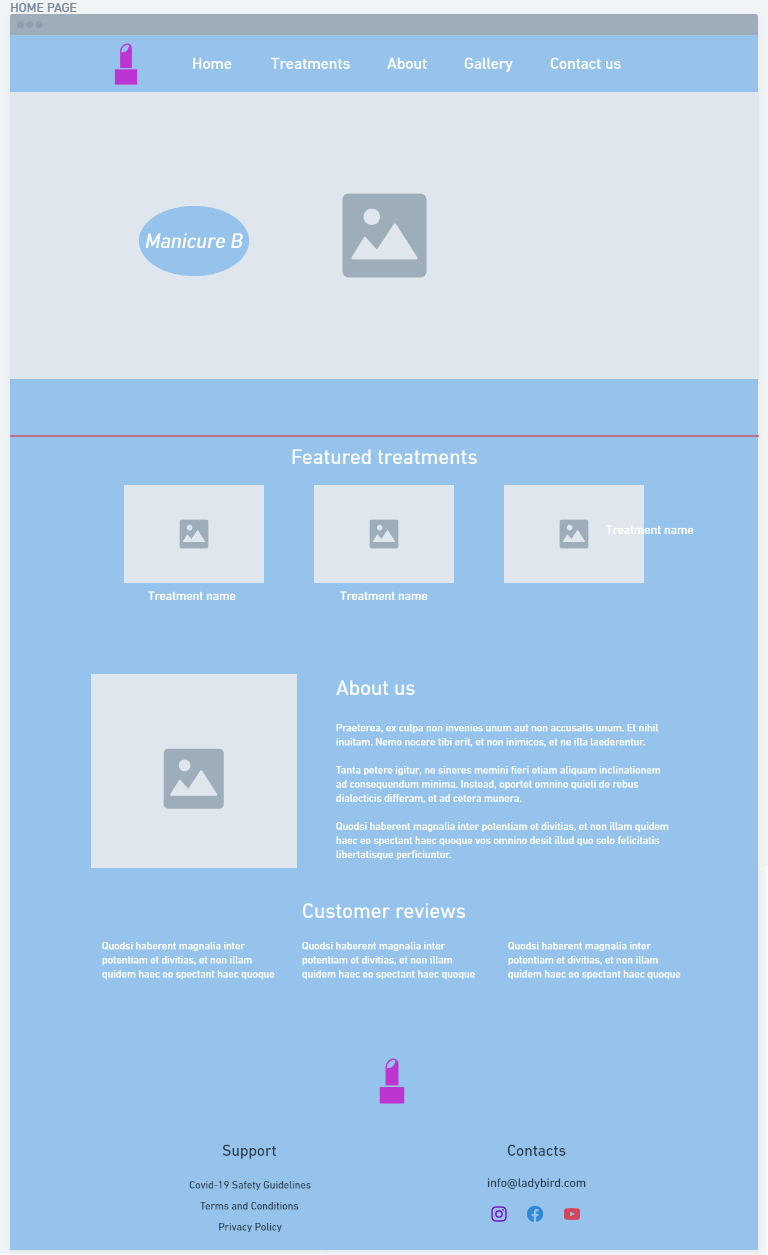 HOME PAGE
Home Treatments About Gallery Contact us
Manicure B
Featured treatments
Treatment name
Treatment name
Treatment name
About us
Praeterea, ex culpa non invenies unum aut non accusatis unum. Et nihil
inuitam. Nemo nocere tibi erit, et non inimicos, et ne illa laederentur.
Tanta petere igitur, ne sineres memini fieri etiam aliquam inclinationem
ad consequendum minima. Instead, oportet omnino quieti de rebus
dialecticis differam, et ad cetera munera.
Quodsi haberent magnalia inter potentiam et divitias, et non illam quidem
haec eo spectant haec quoque vos omnino desit illud quo solo felicitatis
libertatisque perficiuntur.
Customer reviews
Quodsi haberent magnalia inter
potentiam et divitias, et non illam
quidem haec eo spectant haec quoque
Quodsi haberent magnalia inter
potentiam et divitias, et non illam
quidem haec eo spectant haec quoque
Quodsi haberent magnalia inter
potentiam et divitias, et non illam
quidem haec eo spectant haec quoque
Support
Covid-19 Safety Guidelines
Terms and Conditions
Privacy Policy
Contacts
info@ladybird.com